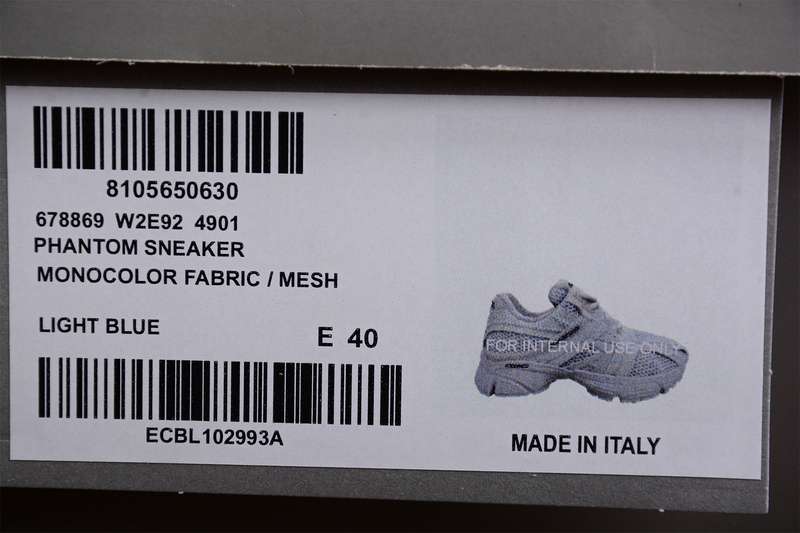 8105650630
678869 W2E92 4901
PHANTOM SNEAKER
MONOCOLOR FABRIC / MESH
LIGHT BLUE
E 40
ECBL102993A
FOR INTERNAL USE ONLY
MADE IN ITALY